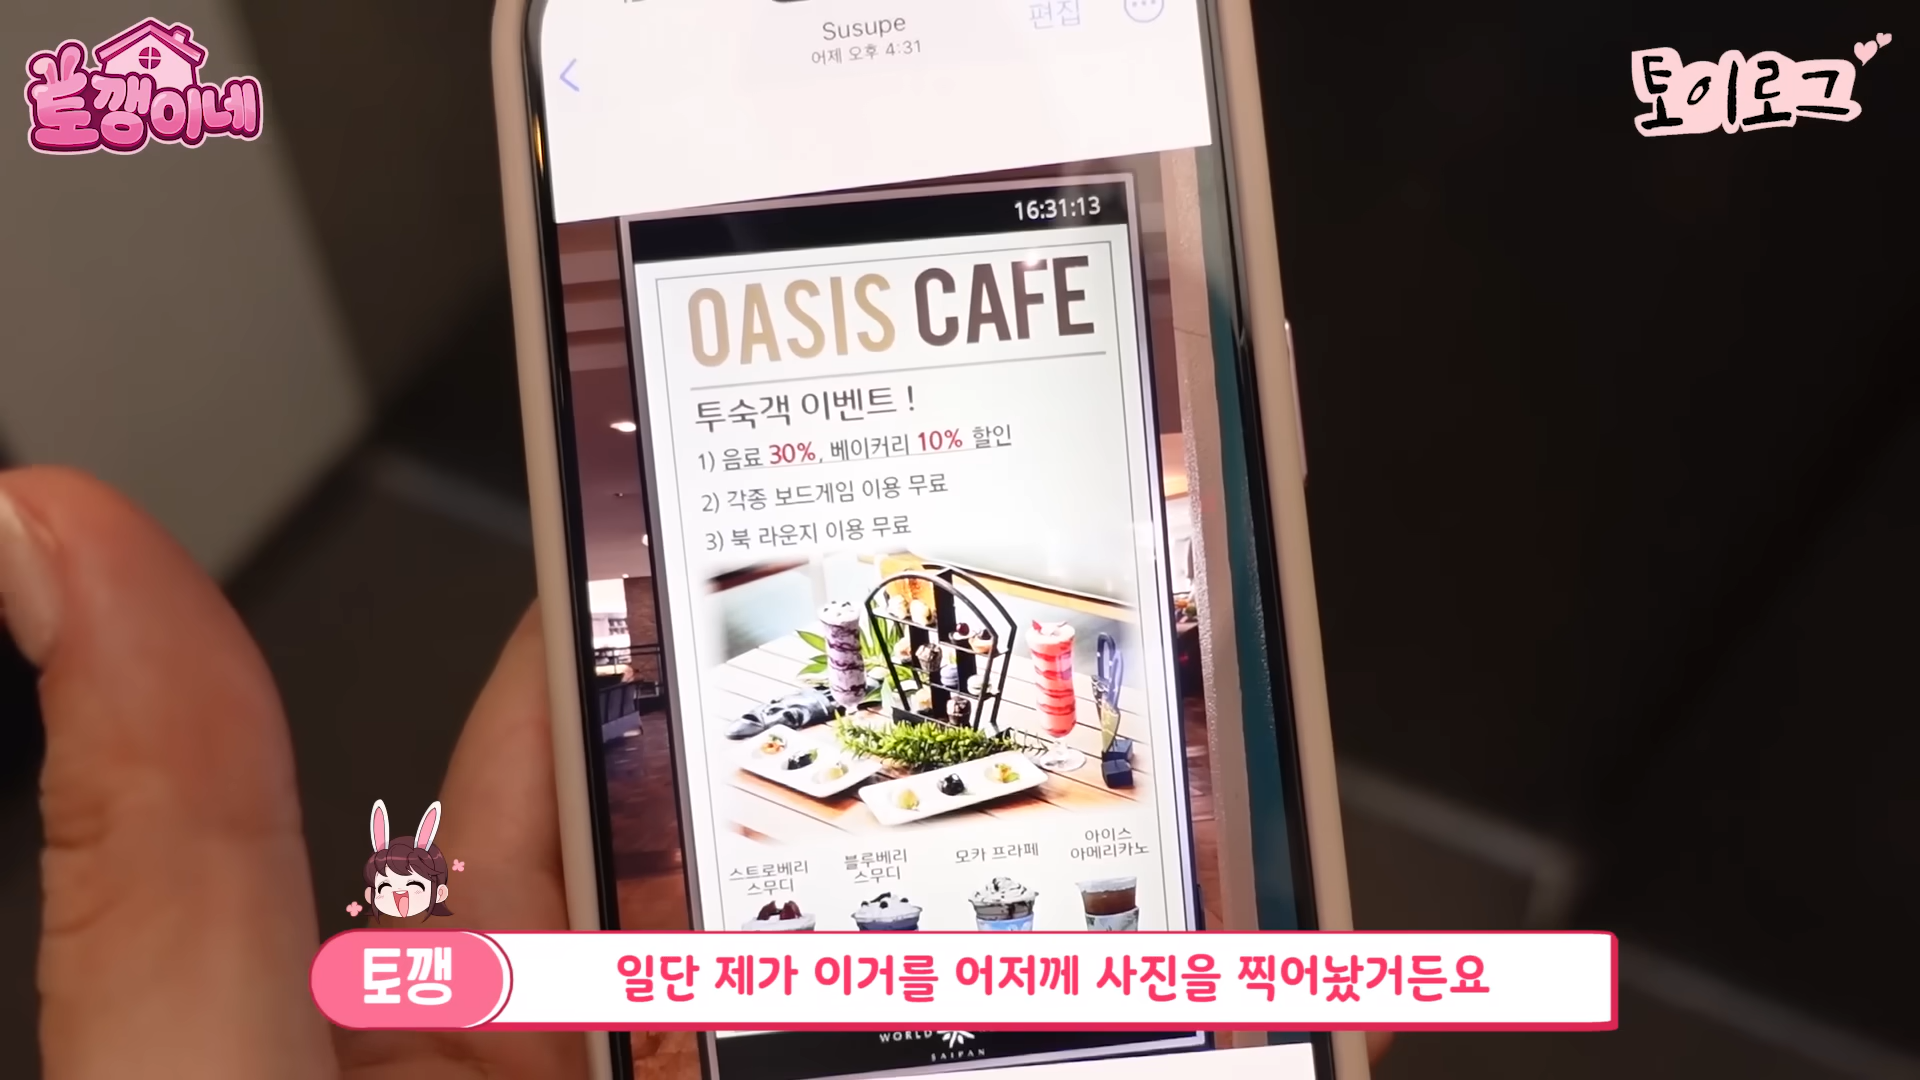 토깽이네
토이로그
Susupe
어제 오후 4:31
편집
16:31:13
OASIS CAFE
투숙객 이벤트 !
1) 음료 30%, 베이커리 10% 할인
2) 각종 보드게임 이용 무료
3) 북 라운지 이용 무료
스트로베리
스무디
블루베리
스무디
모카 프라페
아이스
아메리카노
토깽
일단 제가 이거를 어저께 사진을 찍어놨거든요
WORLD
SAIPAN